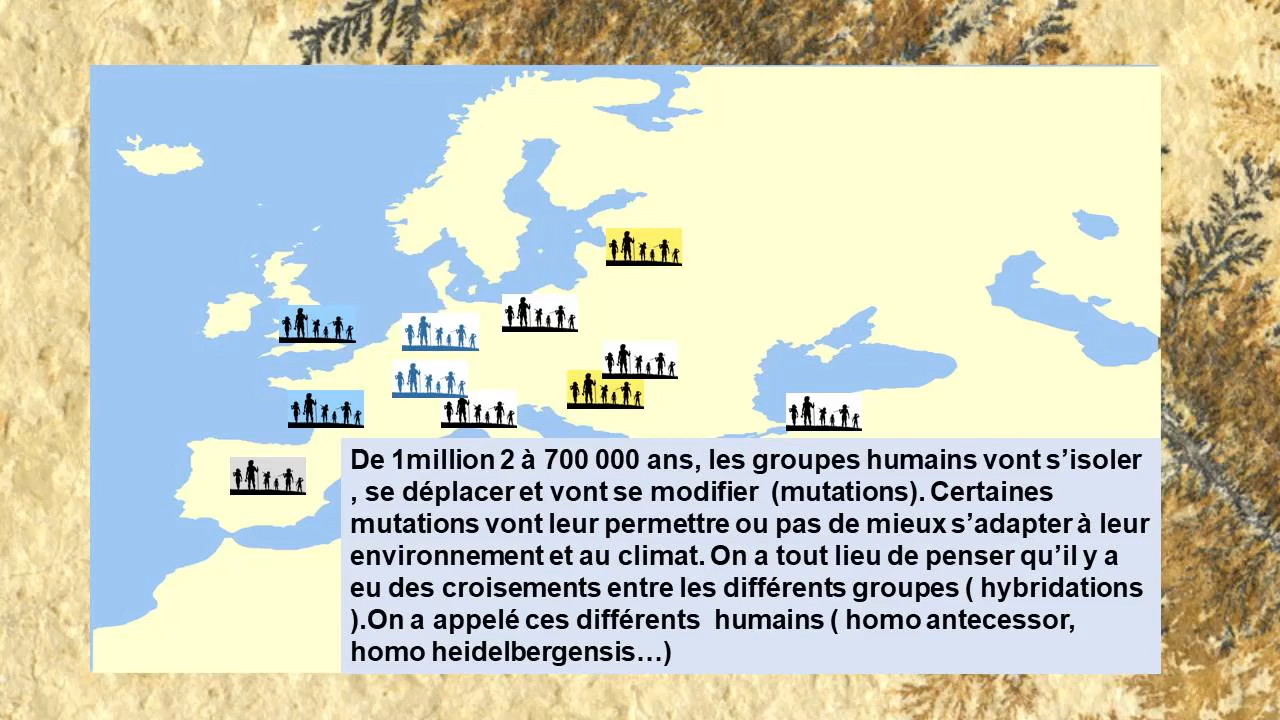 De 1million 2 à 700 000 ans, les groupes humains vont s’isoler
, se déplacer et vont se modifier (mutations). Certaines
mutations vont leur permettre ou pas de mieux s’adapter à leur
environnement et au climat. On a tout lieu de penser qu’il y a
eu des croisements entre les différents groupes ( hybridations
).On a appelé ces différents humains ( homo antecessor,
homo heidelbergensis…)